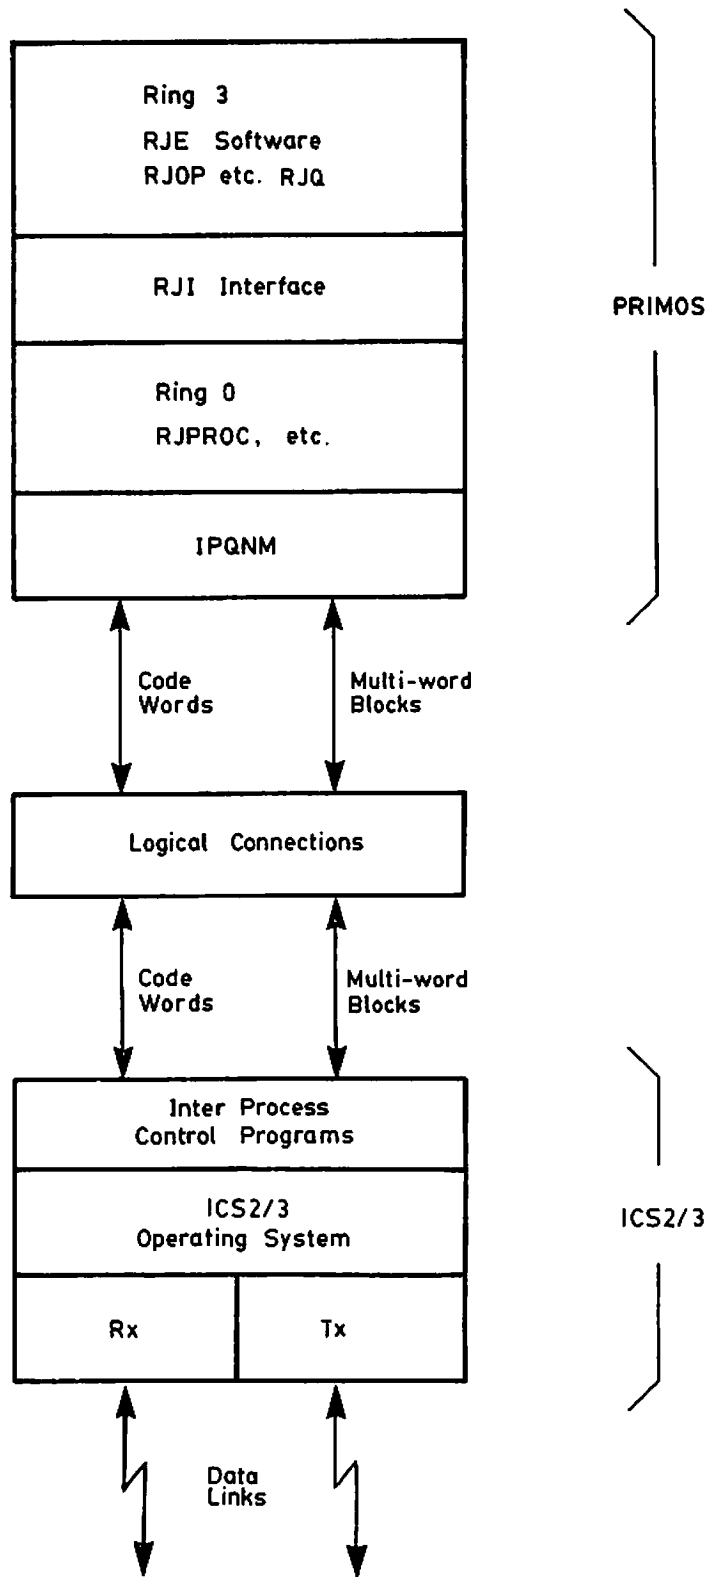 Ring 3
RJE Software
RJOP etc. RJQ
RJI Interface
PRIMOS
Ring 0
RJPROC, etc.
IPQNM
Code
Words
Multi-word
Blocks
Logical Connections
Code
Words
Multi-word
Blocks
Inter Process
Control Programs
ICS2/3
Operating System
ICS2/3
Rx
Tx
Data
Links